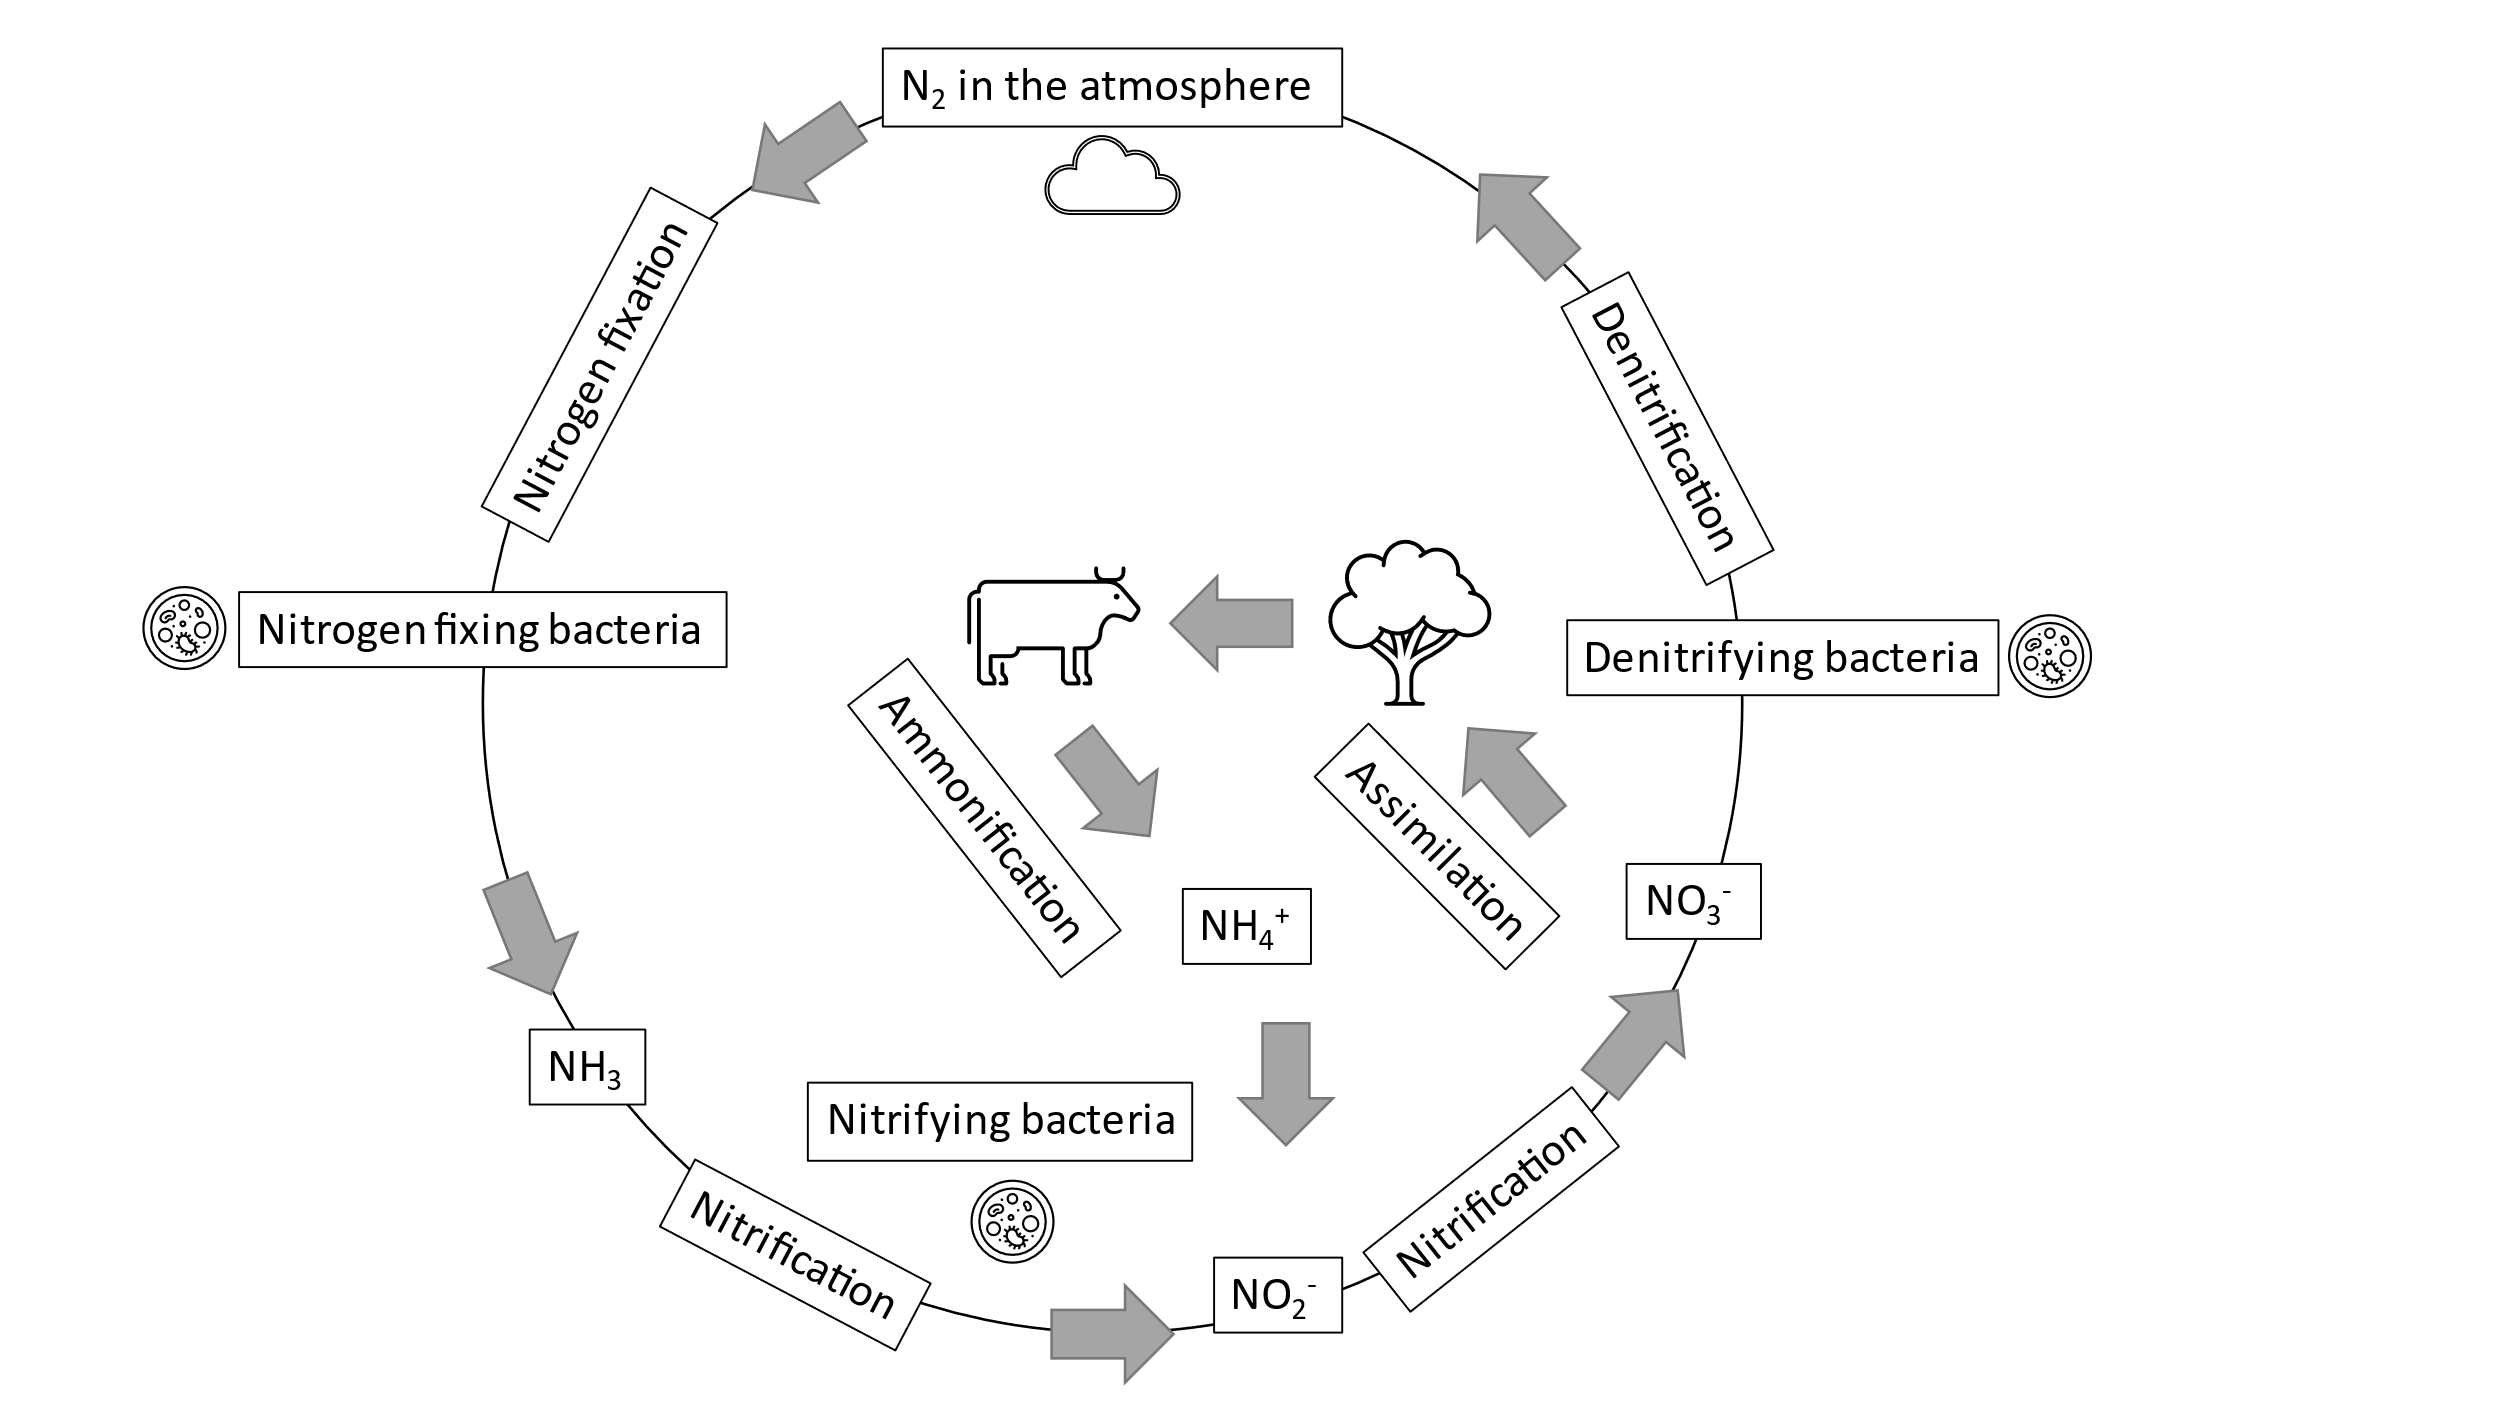 N₂ in the atmosphere
Nitrogen fixation
Denitrification
Nitrogen fixing bacteria
Denitrifying bacteria
Ammonification
Assimilation
NO₃⁻
NH₄⁺
NH₃
Nitrifying bacteria
Nitrification
Nitrification
NO₂⁻